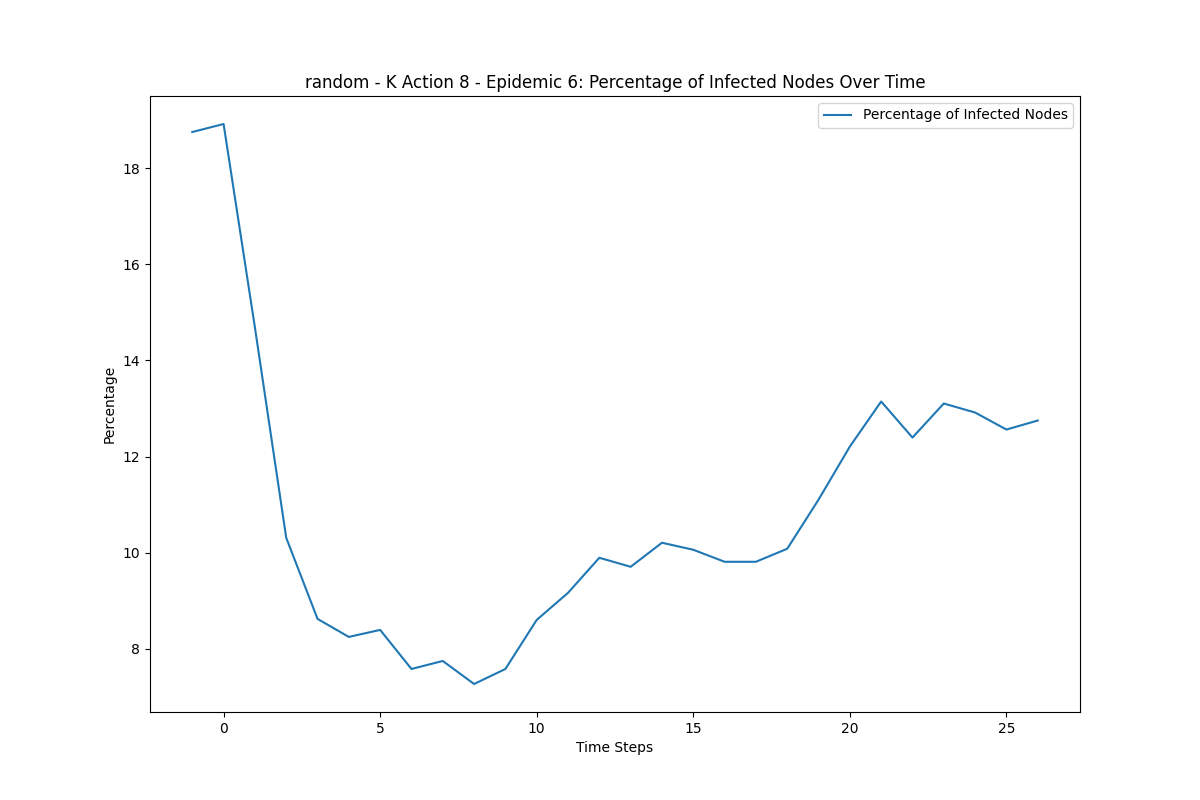 random - K Action 8 - Epidemic 6: Percentage of Infected Nodes Over Time
Percentage of Infected Nodes
18
16
14
12
10
8
Percentage
0 5 10 15 20 25
Time Steps